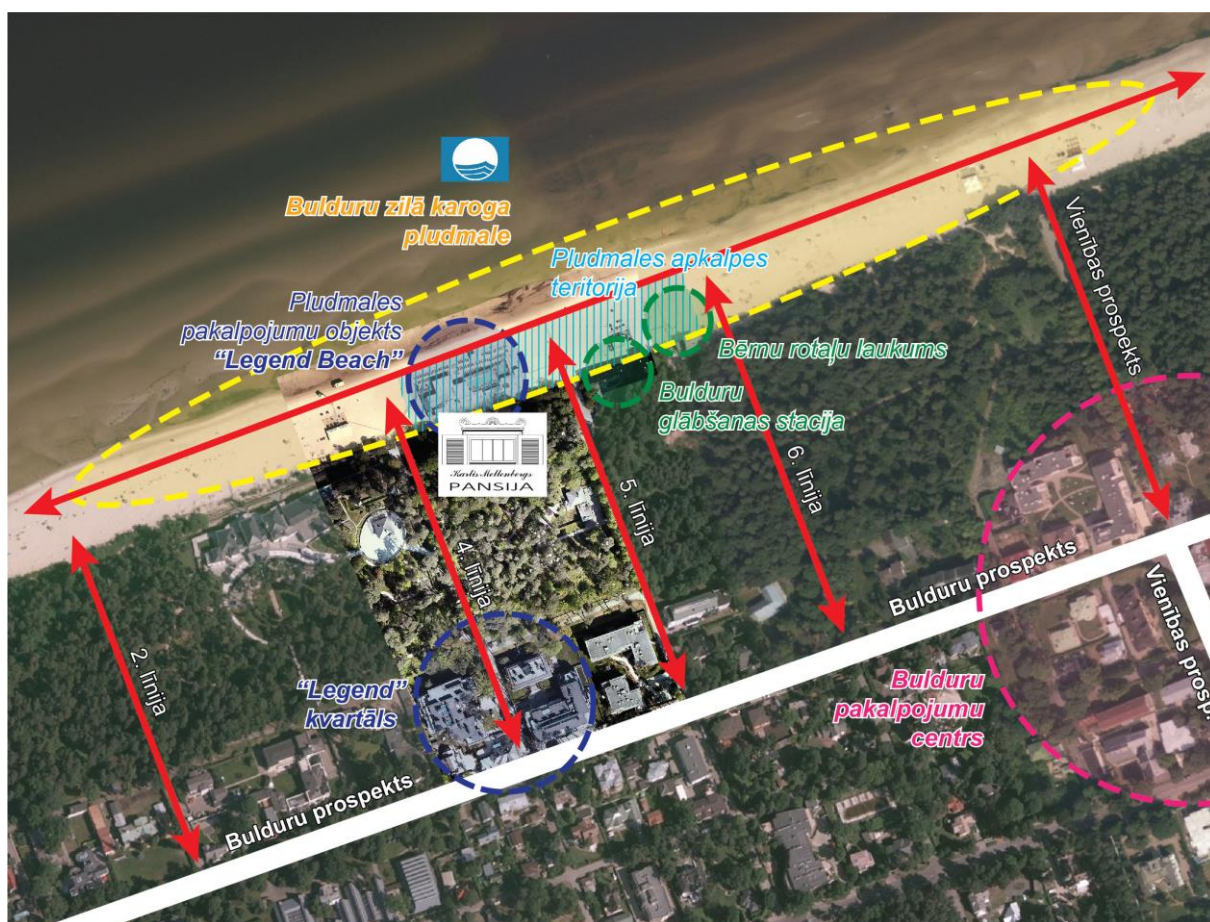 Bulduru zilā karoga
pludmale
Pludmales apkalpes
teritorija
Pludmales
pakalpojumu objekts
“Legend Beach”
Bērnu rotaļu laukums
Bulduru
glābšanas stacija
Vienības prospekts
Karlis Mellenbergs
PANSIJA
2. līnija
4. līnija
5. līnija
6. līnija
“Legend”
kvartāls
Bulduru
pakalpojumu
centrs
Bulduru prospekts
Bulduru prospekts
Vienības prosp